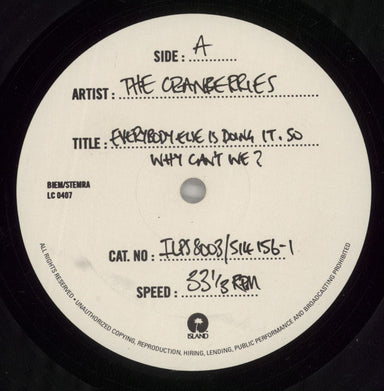 SIDE : A
ARTIST : THE CRANBERRIES
TITLE : EVERYBODY ELSE IS DOING IT. SO
WHY CAN'T WE?
BIEM/STEMRA
LC 0407
CAT. NO : ILPS 8003/514 156-1
SPEED : 33 1/3 RPM
ISLAND
ALL RIGHTS RESERVED • UNAUTHORIZED COPYING, REPRODUCTION, HIRING, LENDING, PUBLIC PERFORMANCE AND BROADCASTING PROHIBITED